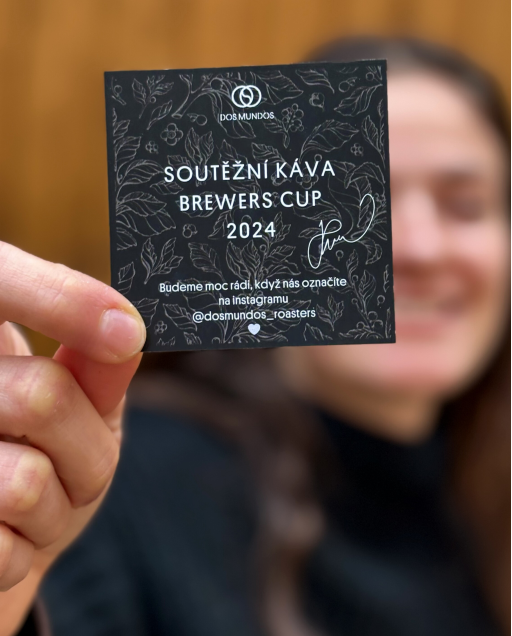 DOS MUNDOS
SOUTĚŽNÍ KÁVA
BREWERS CUP
2024
Budeme moc rádi, když nás označíte
na instagramu
@dosmundos_roasters